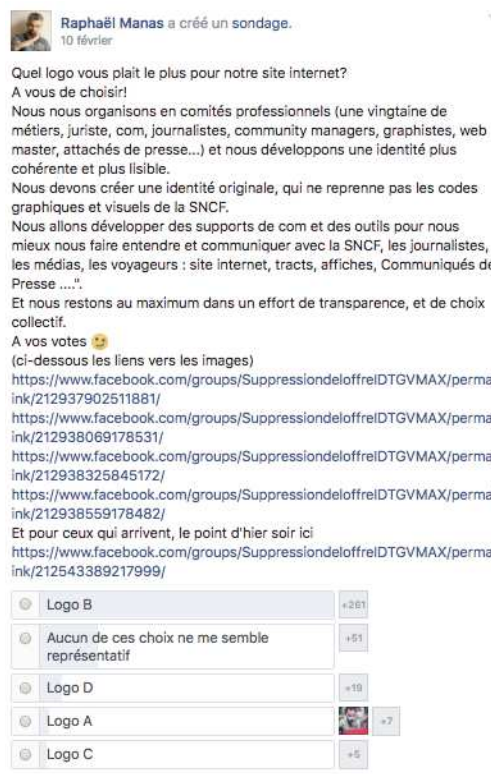 Raphaël Manas a créé un sondage.
10 février
Quel logo vous plait le plus pour notre site internet?
A vous de choisir!
Nous nous organisons en comités professionnels (une vingtaine de
métiers, juriste, com, journalistes, community managers, graphistes, web
master, attachés de presse...) et nous développons une identité plus
cohérente et plus lisible.
Nous devons créer une identité originale, qui ne reprenne pas les codes
graphiques et visuels de la SNCF.
Nous allons développer des supports de com et des outils pour nous
mieux nous faire entendre et communiquer avec la SNCF, les journalistes,
les médias, les voyageurs : site internet, tracts, affiches, Communiqués de
Presse ....".
Et nous restons au maximum dans un effort de transparence, et de choix
collectif.
A vos votes
(ci-dessous les liens vers les images)
https://www.facebook.com/groups/SuppressiondeloffreIDTGVMAX/perma
ink/212937902511881/
https://www.facebook.com/groups/SuppressiondeloffreIDTGVMAX/perma
ink/212938069178531/
https://www.facebook.com/groups/SuppressiondeloffreIDTGVMAX/perma
ink/212938325845172/
https://www.facebook.com/groups/SuppressiondeloffreIDTGVMAX/perma
ink/212938559178482/
Et pour ceux qui arrivent, le point d'hier soir ici
https://www.facebook.com/groups/SuppressiondeloffreIDTGVMAX/perma
ink/212543389217999/
Logo B +261
Aucun de ces choix ne me semble
représentatif +51
Logo D +19
Logo A +7
Logo C +5